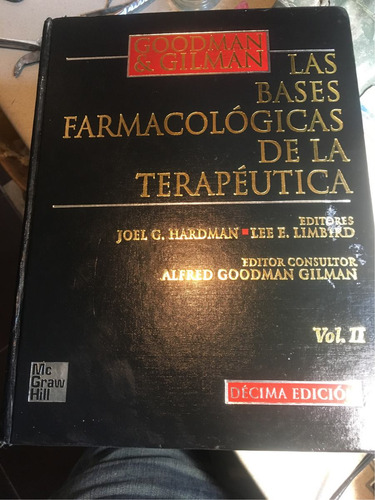 GOODMAN
& GILMAN
LAS
BASES
FARMACOLÓGICAS
DE LA
TERAPÉUTICA
EDITORES
JOEL G. HARDMAN ▪ LEE E. LIMBIRD
EDITOR CONSULTOR
ALFRED GOODMAN GILMAN
Vol. II
Mc
Graw
Hill
DÉCIMA EDICIÓN